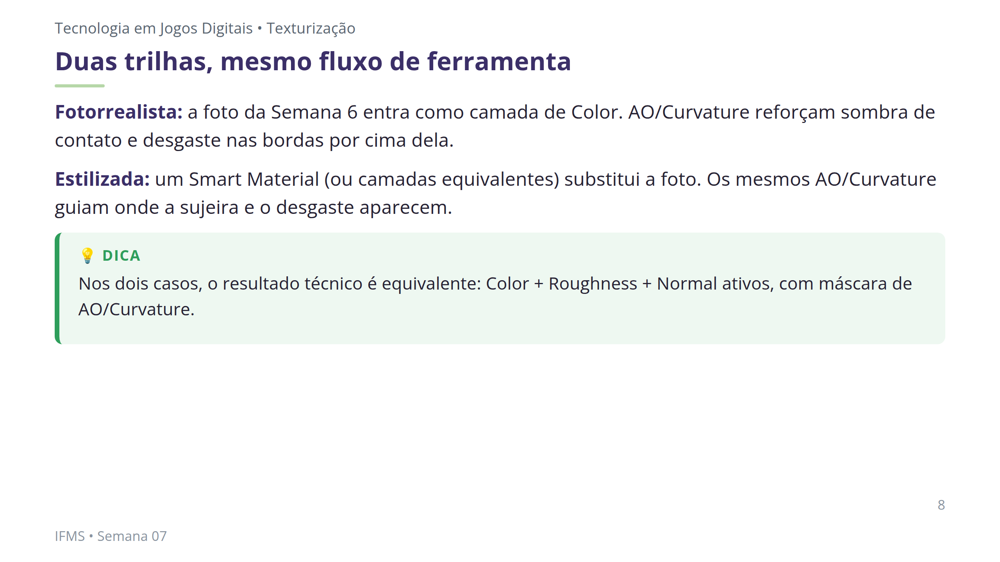 Tecnologia em Jogos Digitais • Texturização
Duas trilhas, mesmo fluxo de ferramenta
Fotorrealista: a foto da Semana 6 entra como camada de Color. AO/Curvature reforçam sombra de
contato e desgaste nas bordas por cima dela.
Estilizada: um Smart Material (ou camadas equivalentes) substitui a foto. Os mesmos AO/Curvature
guiam onde a sujeira e o desgaste aparecem.
💡 DICA
Nos dois casos, o resultado técnico é equivalente: Color + Roughness + Normal ativos, com máscara de
AO/Curvature.
8
IFMS • Semana 07